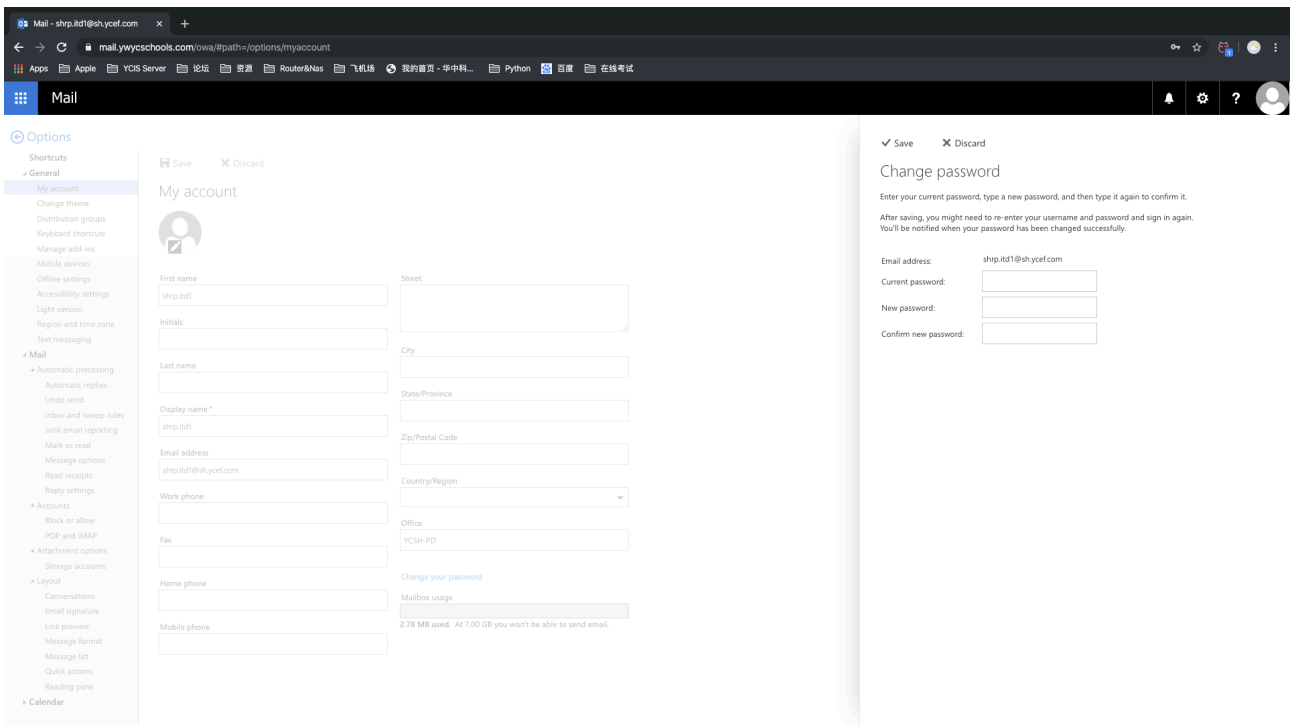 Mail - shrp.itd1@sh.ycef.com
mail.ywycschools.com/owa/#path=/options/myaccount
Apps Apple YCIS Server 论坛 资源 Router&Nas 飞机场 我的首页 - 华中科... Python 百度 在线考试
Mail
Options
Shortcuts
General
My account
Change theme
Distribution groups
Keyboard shortcuts
Manage add-ins
Mobile devices
Offline settings
Accessibility settings
Light version
Region and time zone
Text messaging
Mail
Automatic processing
Automatic replies
Undo send
Inbox and sweep rules
Junk email reporting
Mark as read
Message options
Read receipts
Reply settings
Accounts
Block or allow
POP and IMAP
Attachment options
Storage accounts
Layout
Conversations
Email signature
Link preview
Message format
Message list
Quick actions
Reading pane
Calendar
Save Discard
My account
First name
shrp.itd1
Initials
Last name
Display name *
shrp.itd1
Email address
shrp.itd1@sh.ycef.com
Work phone
Fax
Home phone
Mobile phone
Street
City
State/Province
Zip/Postal Code
Country/Region
Office
YCSH-PD
Change your password
Mailbox usage
2.78 MB used. At 7.00 GB you won't be able to send email.
Save Discard
Change password
Enter your current password, type a new password, and then type it again to confirm it.
After saving, you might need to re-enter your username and password and sign in again.
You'll be notified when your password has been changed successfully.
Email address: shrp.itd1@sh.ycef.com
Current password:
New password:
Confirm new password: